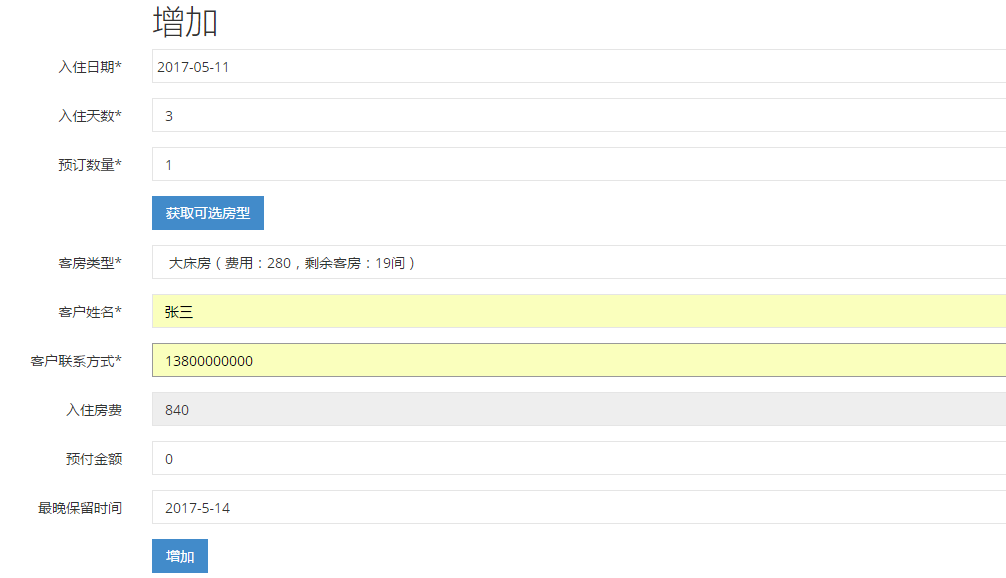 增加
入住日期* 2017-05-11
入住天数* 3
预订数量* 1
获取可选房型
客房类型* 大床房（费用：280，剩余客房：19间）
客户姓名* 张三
客户联系方式* 13800000000
入住房费 840
预付金额 0
最晚保留时间 2017-5-14
增加